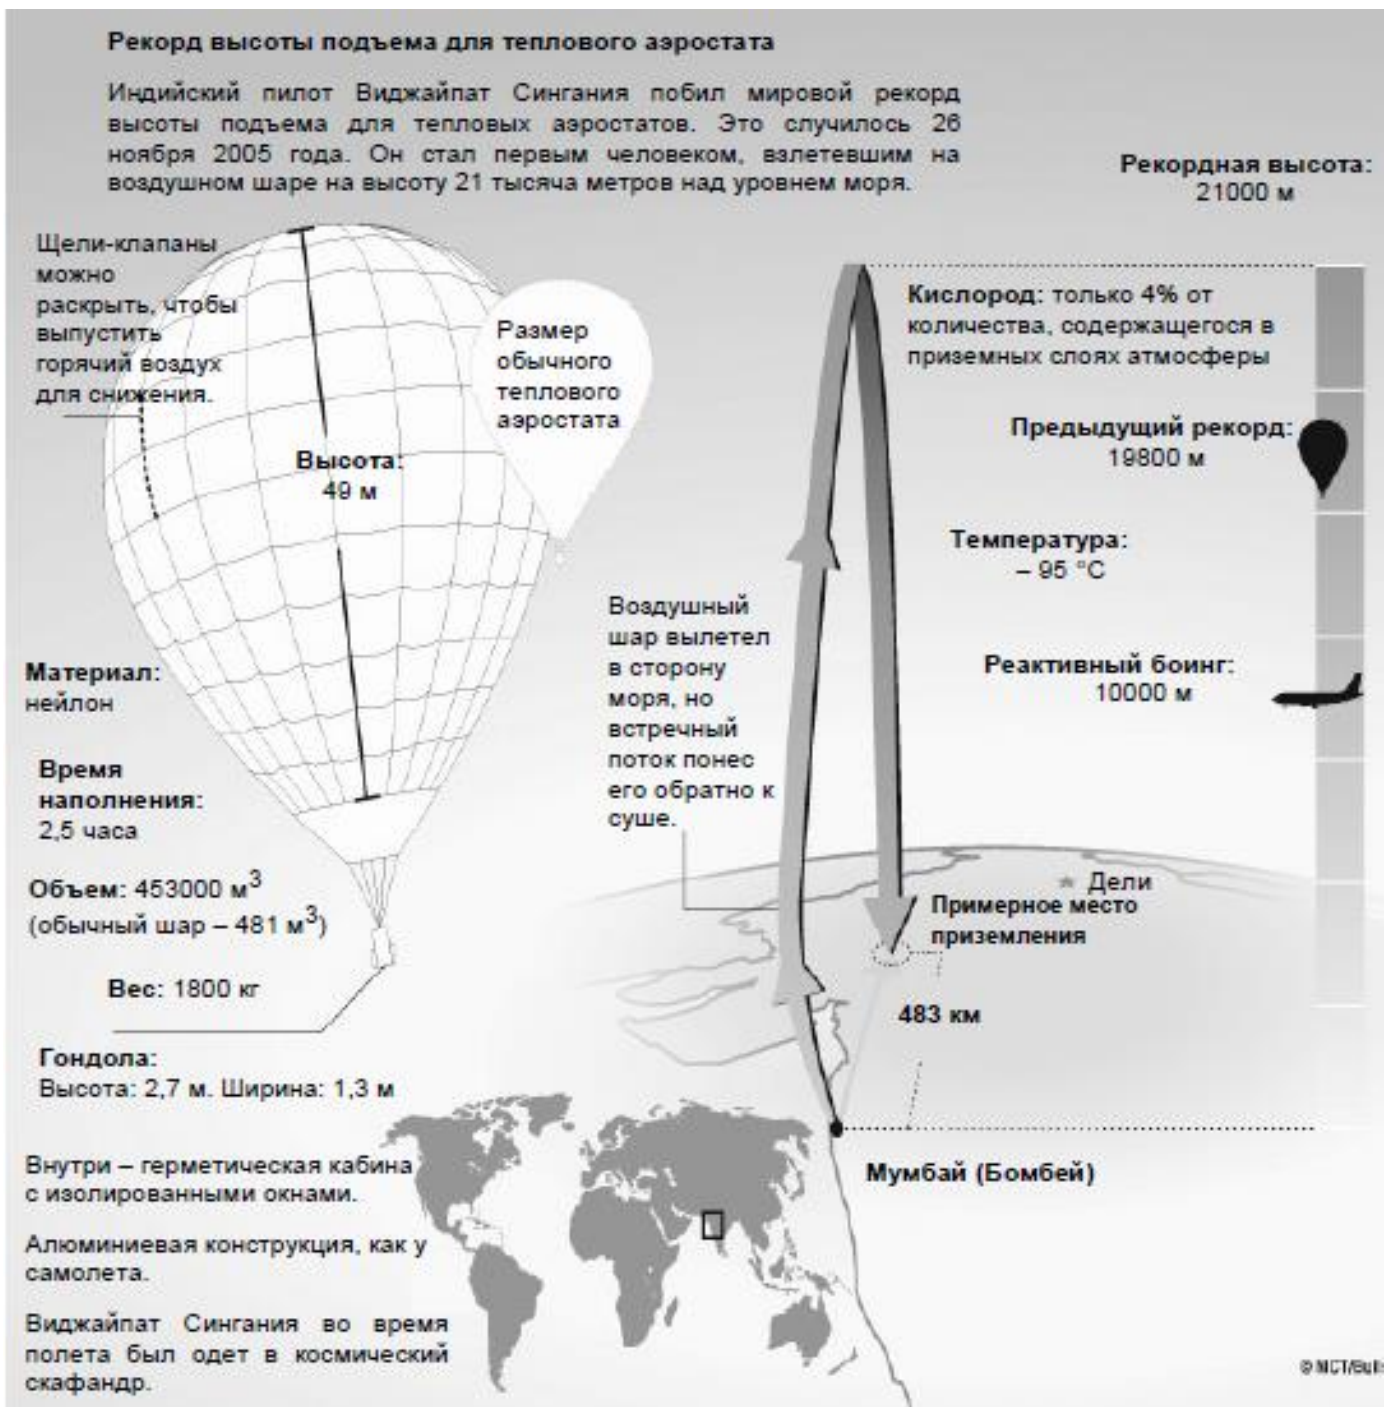 Рекорд высоты подъема для теплового аэростата
Индийский пилот Виджайпат Сингания побил мировой рекорд
высоты подъема для тепловых аэростатов. Это случилось 26
ноября 2005 года. Он стал первым человеком, взлетевшим на
воздушном шаре на высоту 21 тысяча метров над уровнем моря.
Рекордная высота:
21000 м
Щели-клапаны
можно
раскрыть, чтобы
выпустить
горячий воздух
для снижения.
Размер
обычного
теплового
аэростата
Высота:
49 м
Кислород: только 4% от
количества, содержащегося в
приземных слоях атмосферы
Предыдущий рекорд:
19800 м
Температура:
– 95 °C
Реактивный боинг:
10000 м
Воздушный
шар вылетел
в сторону
моря, но
встречный
поток понес
его обратно к
суше.
Материал:
нейлон
Время
наполнения:
2,5 часа
Объем: 453000 м³
(обычный шар – 481 м³)
Вес: 1800 кг
Гондола:
Высота: 2,7 м. Ширина: 1,3 м
Дели
Примерное место
приземления
483 км
Мумбай (Бомбей)
Внутри – герметическая кабина
с изолированными окнами.
Алюминиевая конструкция, как у
самолета.
Виджайпат Сингания во время
полета был одет в космический
скафандр.
© MCT/Bulls